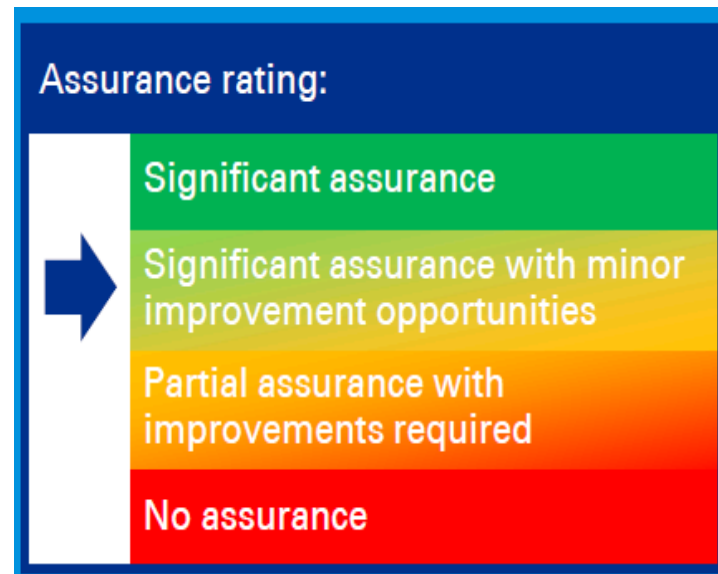 Assurance rating:
Significant assurance
Significant assurance with minor
improvement opportunities
Partial assurance with
improvements required
No assurance